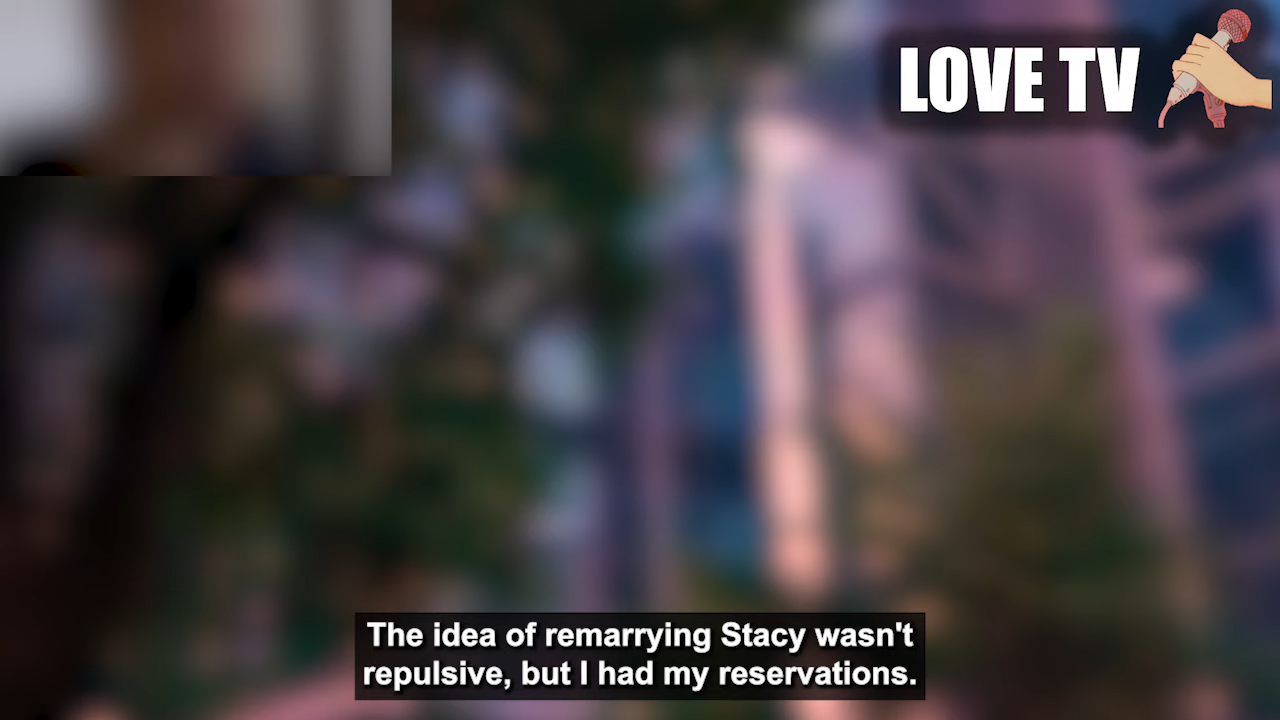 LOVE TV
The idea of remarrying Stacy wasn't
repulsive, but I had my reservations.